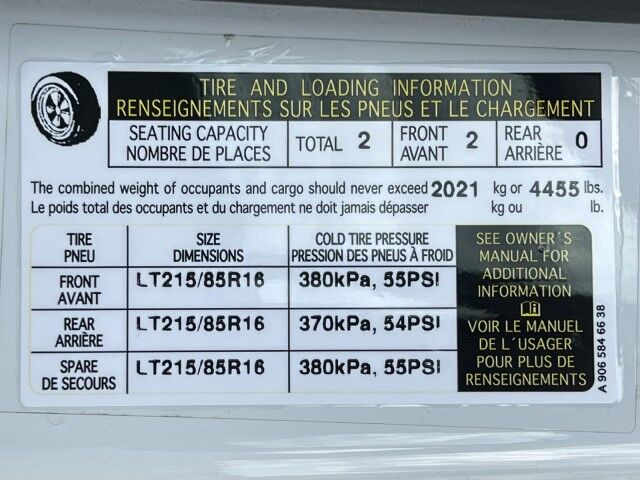 TIRE AND LOADING INFORMATION
RENSEIGNEMENTS SUR LES PNEUS ET LE CHARGEMENT
SEATING CAPACITY
NOMBRE DE PLACES
TOTAL 2
FRONT
AVANT
2
REAR
ARRIÈRE
0
The combined weight of occupants and cargo should never exceed 2021 kg or 4455 lbs.
Le poids total des occupants et du chargement ne doit jamais dépasser kg ou lb.
TIRE
PNEU
SIZE
DIMENSIONS
COLD TIRE PRESSURE
PRESSION DES PNEUS À FROID
FRONT
AVANT
LT215/85R16
380kPa, 55PSI
REAR
ARRIÈRE
LT215/85R16
370kPa, 54PSI
SPARE
DE SECOURS
LT215/85R16
380kPa, 55PSI
SEE OWNER´S
MANUAL FOR
ADDITIONAL
INFORMATION
VOIR LE MANUEL
DE L´USAGER
POUR PLUS DE
RENSEIGNEMENTS
A 906 584 66 38